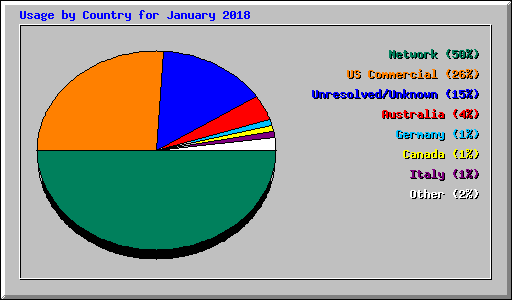 Usage by Country for January 2018
Network (50%)
US Commercial (26%)
Unresolved/Unknown (15%)
Australia (4%)
Germany (1%)
Canada (1%)
Italy (1%)
Other (2%)